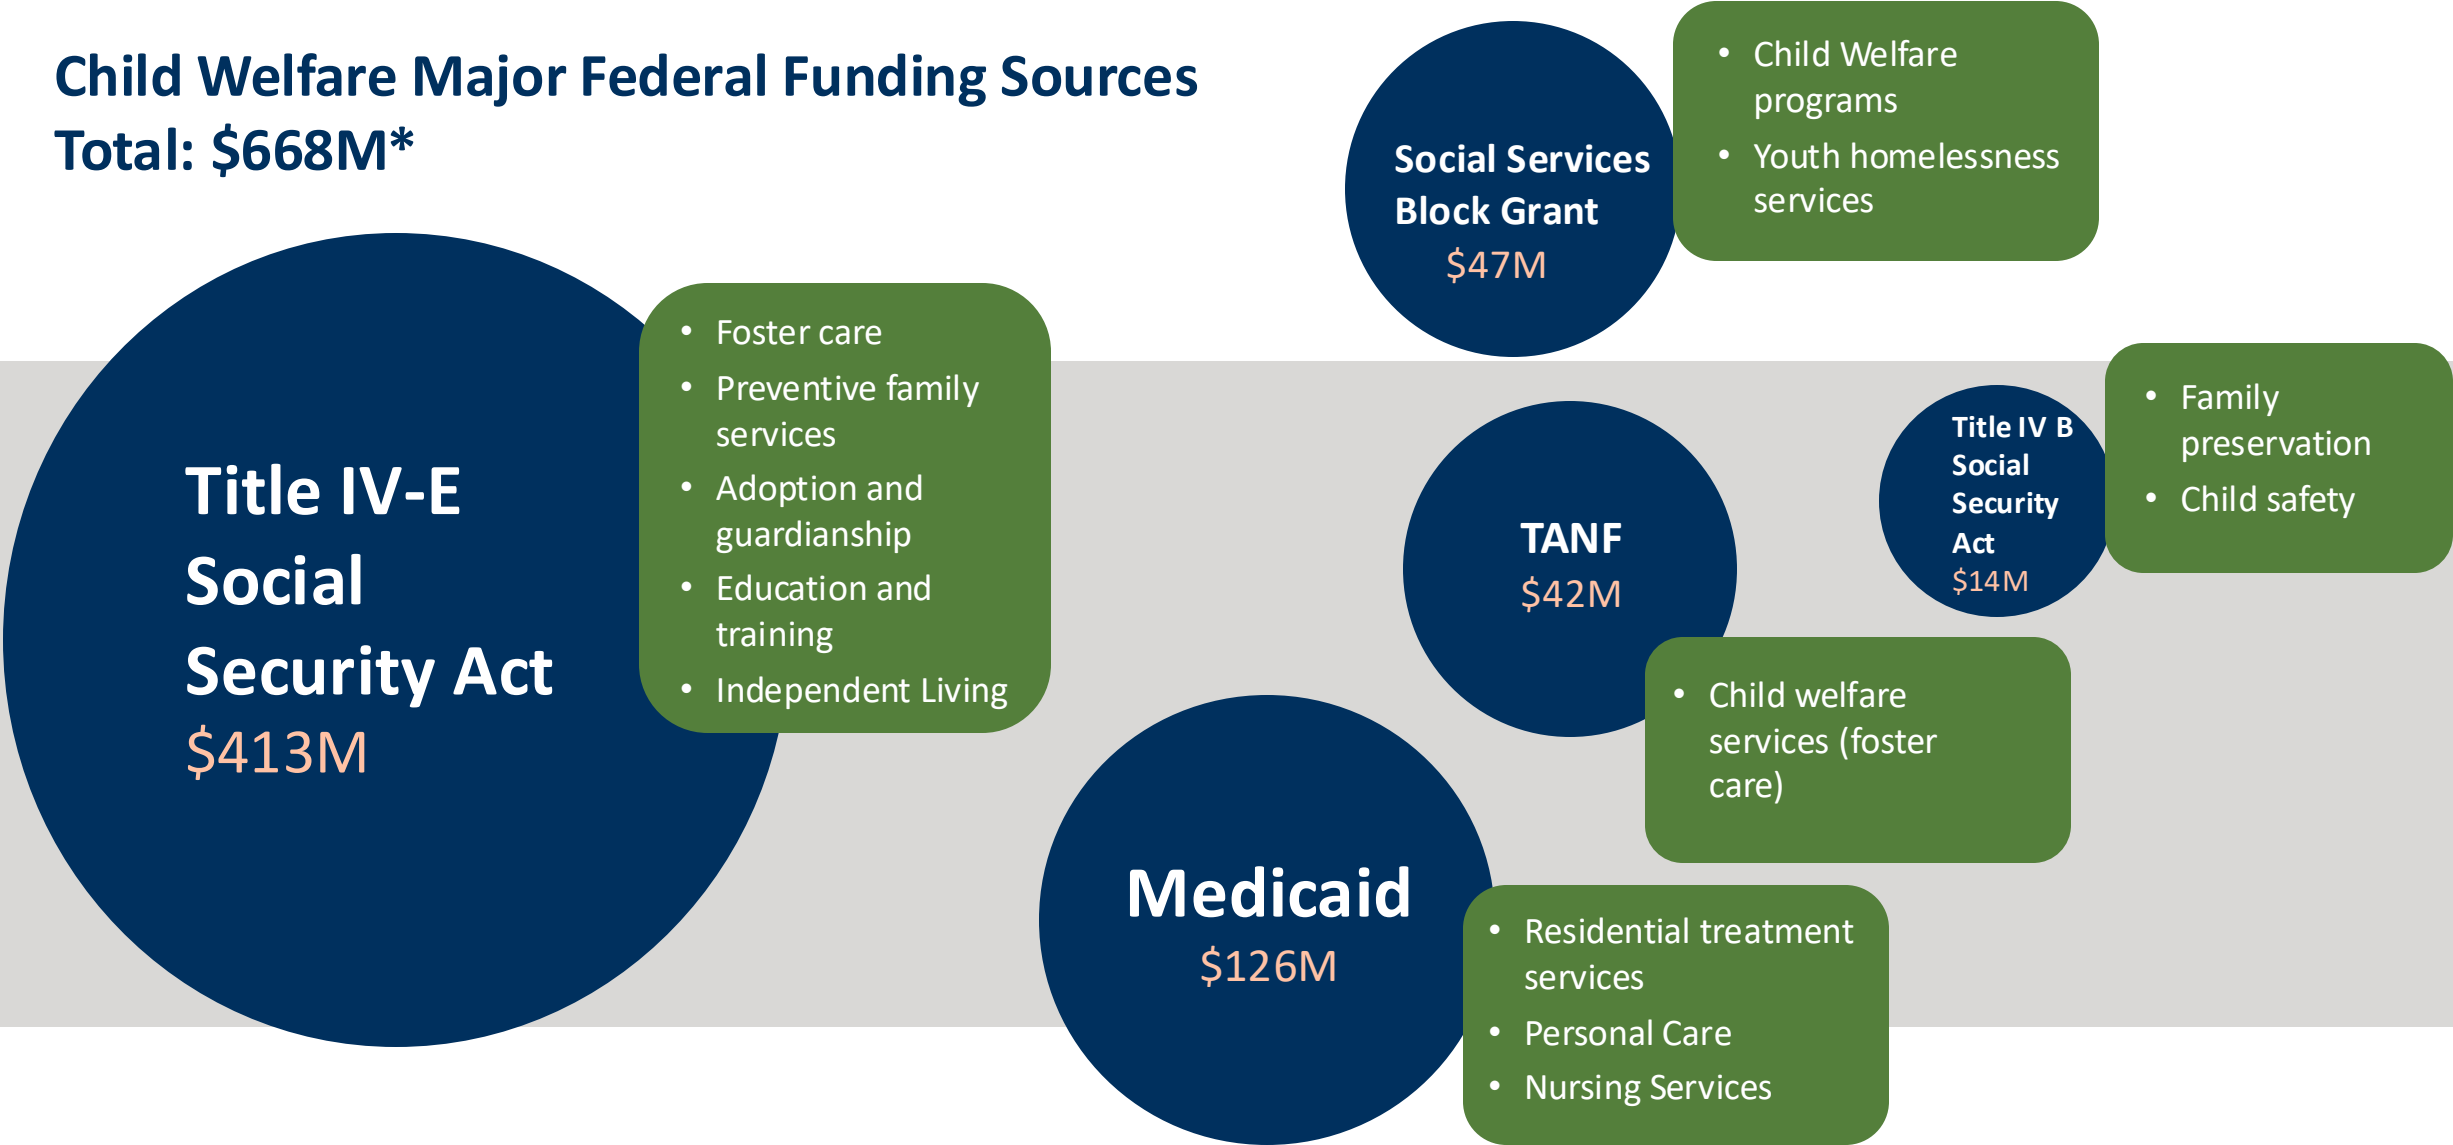 Child Welfare Major Federal Funding Sources
Total: $668M*
Title IV-E
Social
Security Act
$413M
• Foster care
• Preventive family
services
• Adoption and
guardianship
• Education and
training
• Independent Living
Social Services
Block Grant
$47M
• Child Welfare
programs
• Youth homelessness
services
TANF
$42M
• Child welfare
services (foster
care)
Title IV B
Social
Security
Act
$14M
• Family
preservation
• Child safety
Medicaid
$126M
• Residential treatment
services
• Personal Care
• Nursing Services